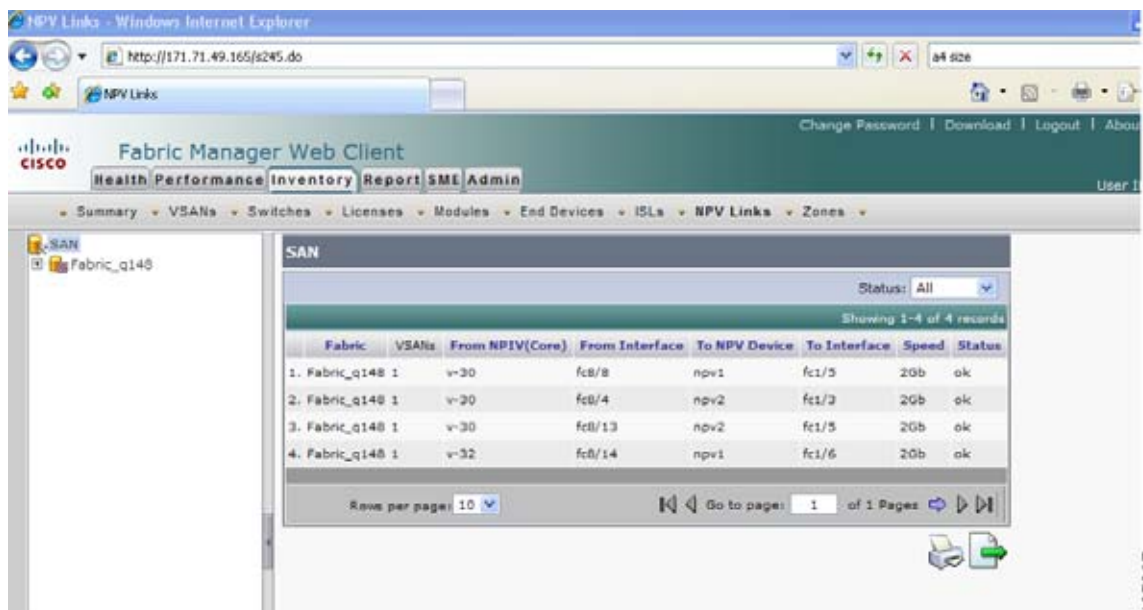 NPV Links - Windows Internet Explorer
http://171.71.49.165/s245.do
a4 size
NPV Links
Change Password | Download | Logout | Abou
CISCO
Fabric Manager Web Client
Health Performance Inventory Report SME Admin
User I
Summary VSANs Switches Licenses Modules End Devices ISLs NPV Links Zones
SAN
Fabric_q148
SAN
Status: All
Showing 1-4 of 4 records
Fabric VSANs From NPIV(Core) From Interface To NPV Device To Interface Speed Status
1. Fabric_q148 1 v-30 fc8/8 npv1 fc1/5 2Gb ok
2. Fabric_q148 1 v-30 fc8/4 npv2 fc1/3 2Gb ok
3. Fabric_q148 1 v-30 fc8/13 npv2 fc1/5 2Gb ok
4. Fabric_q148 1 v-32 fc8/14 npv1 fc1/6 2Gb ok
Rows per page: 10 Go to page: 1 of 1 Pages